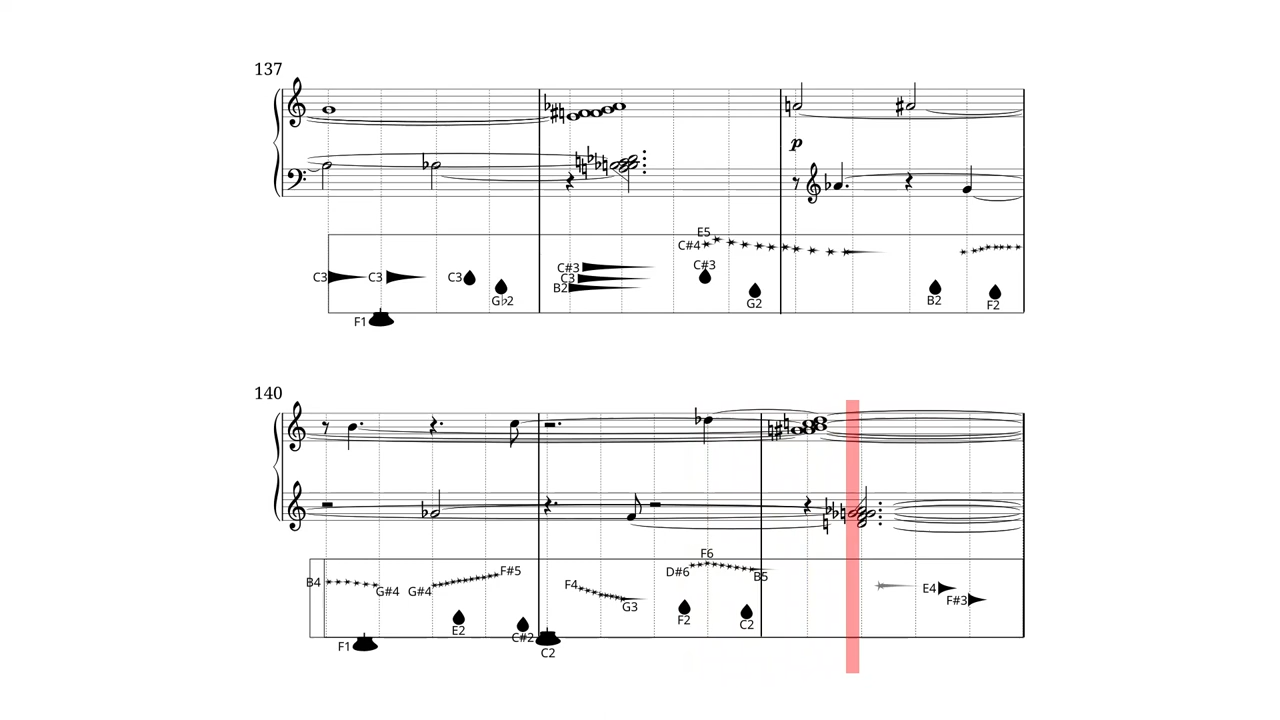 137
p
E5
C#4
C3 C3 C3 C#3 C3 C#3
B2 G♭2 G2 B2 F2
F1
140
F6
B4 G#4 G#4 F#5 F4 D#6 B5 E4
G3 F#3
E2 C#2 F2 C2
F1 C2